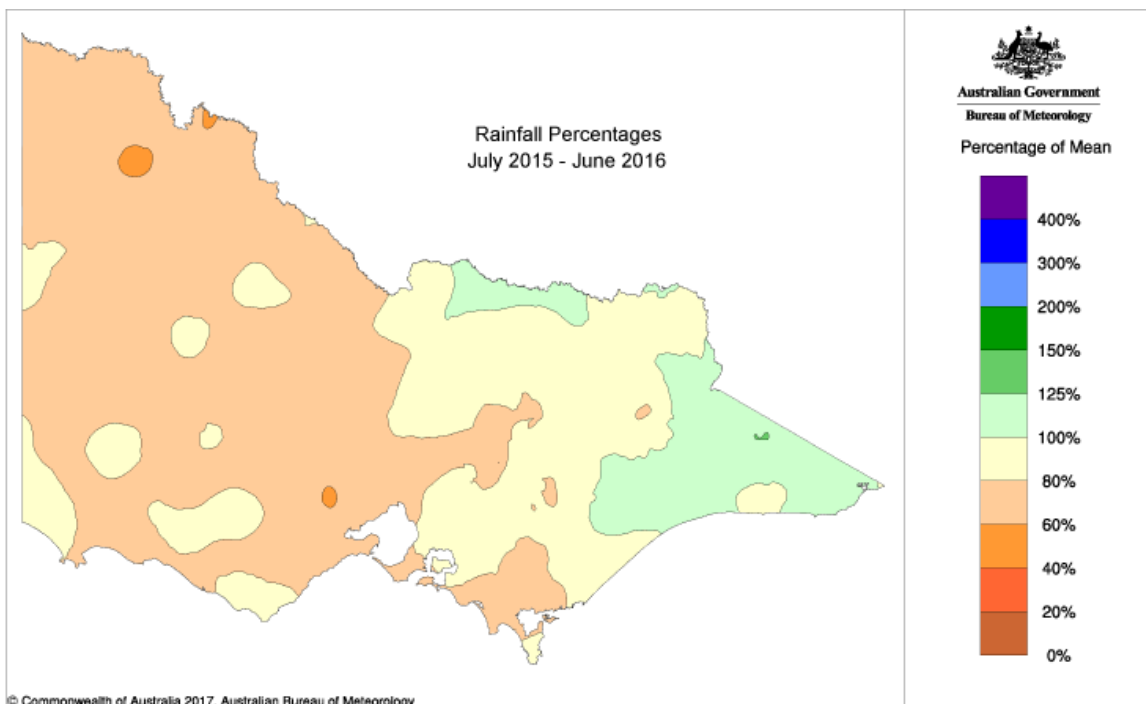 Rainfall Percentages
July 2015 - June 2016
Australian Government
Bureau of Meteorology
Percentage of Mean
400%
300%
200%
150%
125%
100%
80%
60%
40%
20%
0%
© Commonwealth of Australia 2017, Australian Bureau of Meteorology